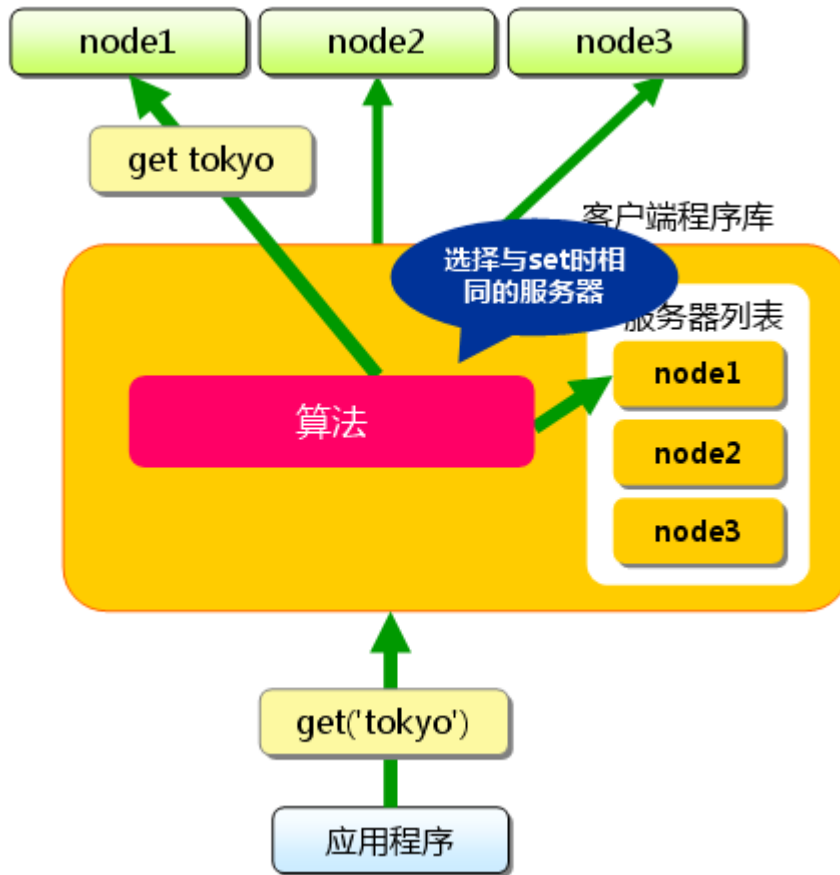 node1
node2
node3
get tokyo
客户端程序库
选择与set时相
同的服务器
服务器列表
node1
算法
node2
node3
get('tokyo')
应用程序